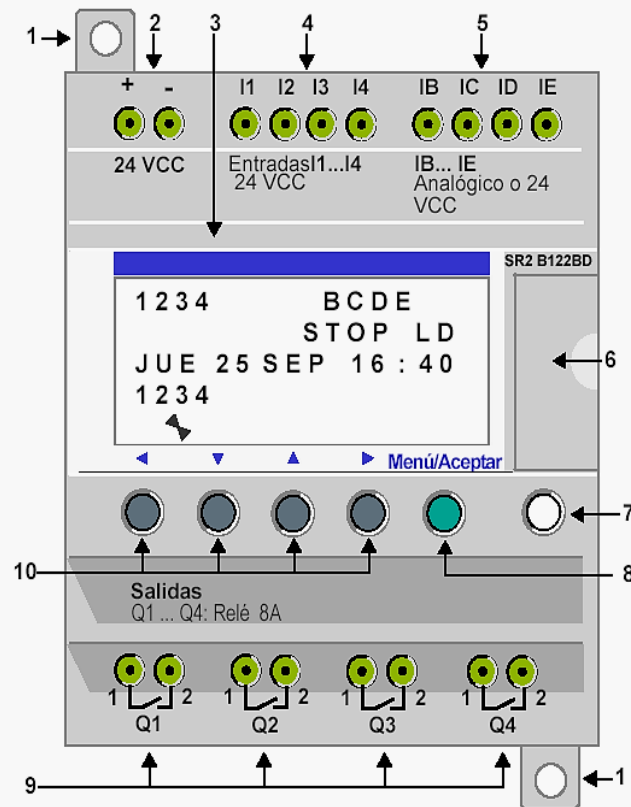 1 2 3 4 5
+ - I1 I2 I3 I4 IB IC ID IE
24 VCC EntradasI1...I4 IB... IE
24 VCC Analógico o 24
VCC
SR2 B122BD
1234 BCDE
STOP LD
JUE 25 SEP 16 : 40
1234
6
Menú/Aceptar
7
10 8
Salidas
Q1 ... Q4: Relé 8A
1 2 1 2 1 2 1 2
Q1 Q2 Q3 Q4
9 1